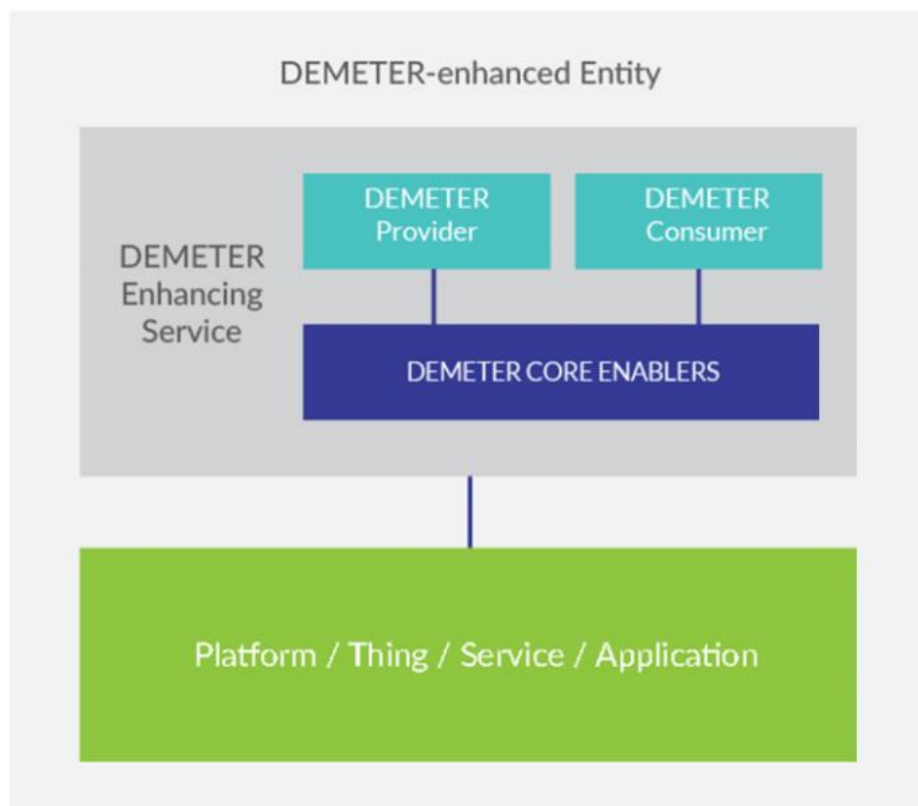 DEMETER-enhanced Entity
DEMETER
Enhancing
Service
DEMETER
Provider
DEMETER
Consumer
DEMETER CORE ENABLERS
Platform / Thing / Service / Application